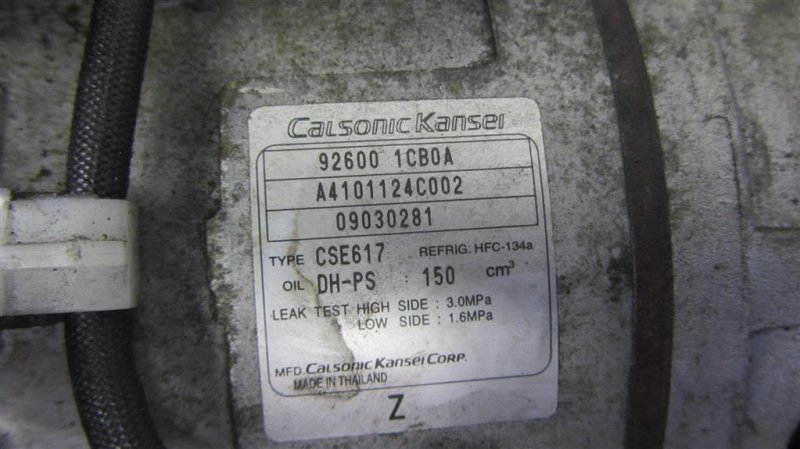 Calsonic Kansei
92600 1CB0A
A4101124C002
09030281
TYPE CSE617 REFRIG. HFC-134a
OIL DH-PS : 150 cm³
LEAK TEST HIGH SIDE : 3.0MPa
LOW SIDE : 1.6MPa
MFD Calsonic Kansei Corp.
MADE IN THAILAND
Z